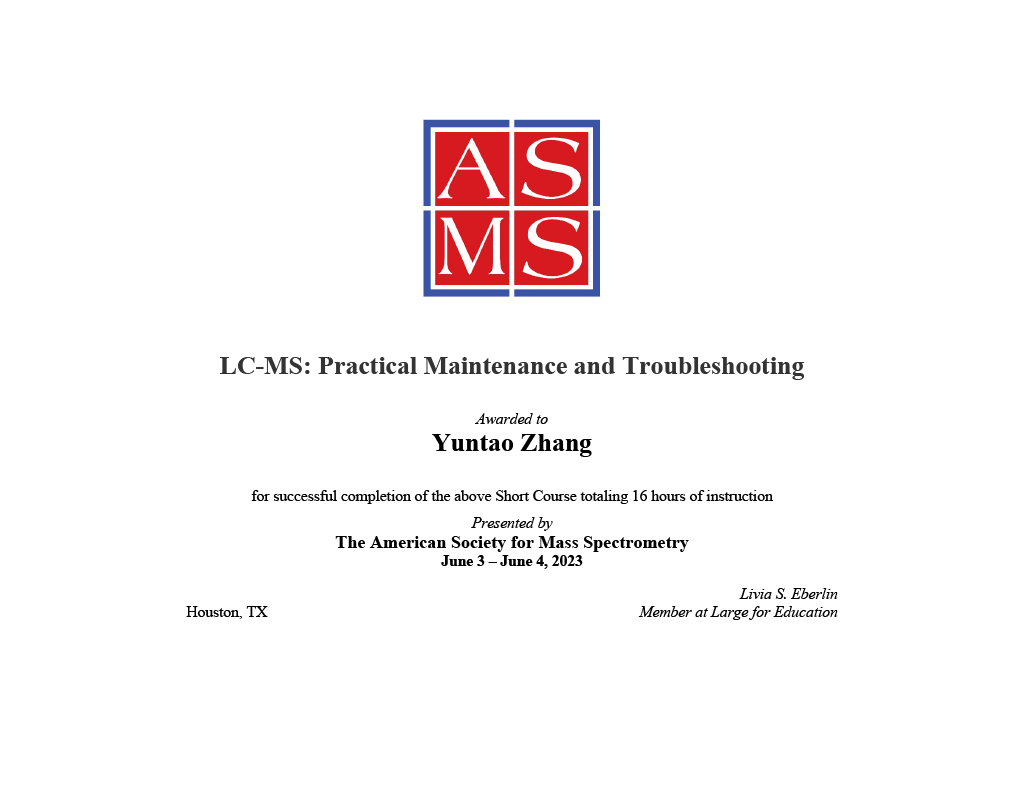 AS
MS
LC-MS: Practical Maintenance and Troubleshooting
Awarded to
Yuntao Zhang
for successful completion of the above Short Course totaling 16 hours of instruction
Presented by
The American Society for Mass Spectrometry
June 3 – June 4, 2023
Livia S. Eberlin
Houston, TX
Member at Large for Education